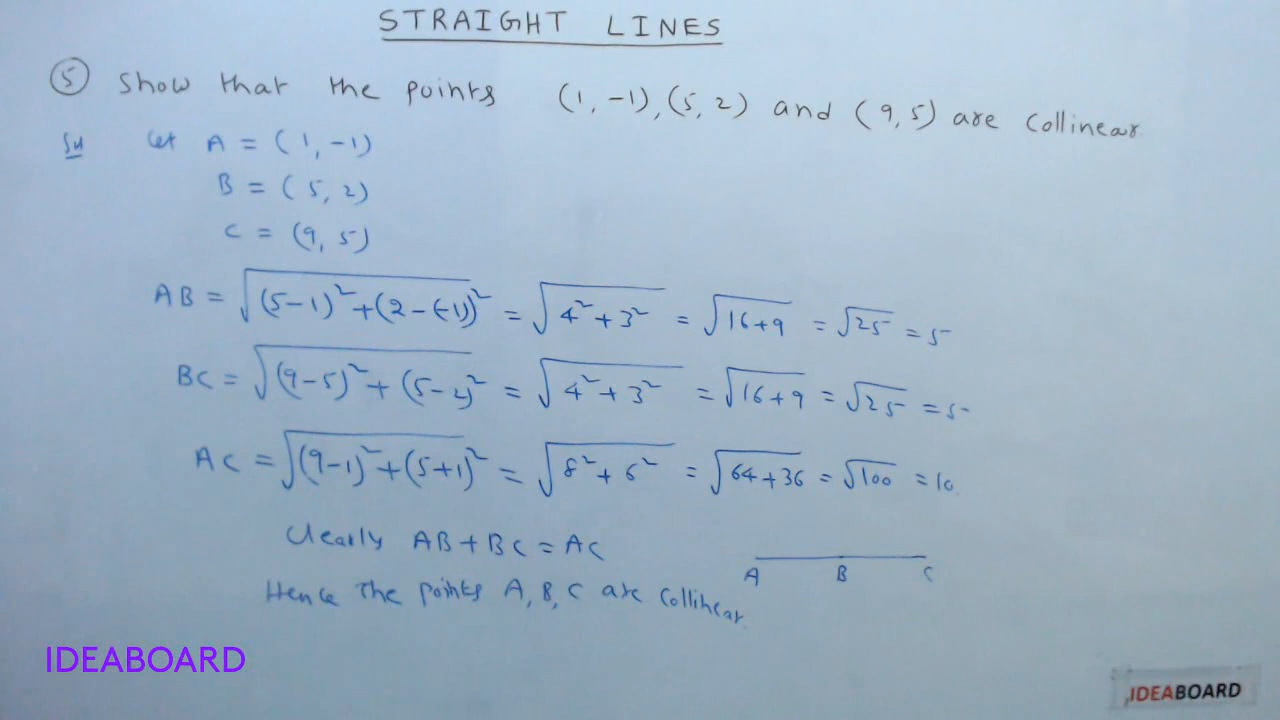 STRAIGHT LINES
(5) Show that the points (1, -1), (5, 2) and (9, 5) are collinear
Sol Let A = (1, -1)
B = (5, 2)
C = (9, 5)
AB = √((5-1)² + (2-(-1))²) = √(4² + 3²) = √(16+9) = √25 = 5
BC = √((9-5)² + (5-2)²) = √(4² + 3²) = √(16+9) = √25 = 5
AC = √((9-1)² + (5+1)²) = √(8² + 6²) = √(64+36) = √100 = 10.
Clearly AB + BC = AC
A B C
Hence The points A, B, C are collinear.
IDEABOARD
IDEABOARD